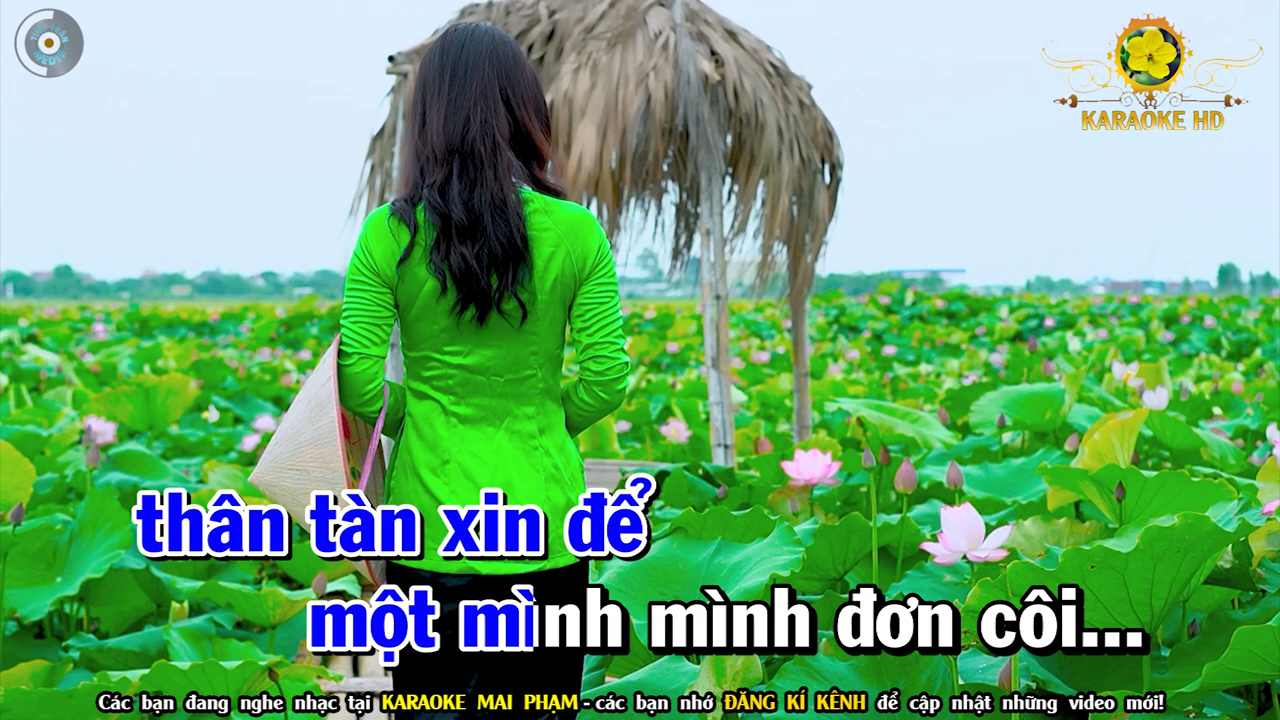 KARAOKE HD
thân tàn xin để
một mình mình đơn côi...
Các bạn đang nghe nhạc tại KARAOKE MAI PHẠM - các bạn nhớ ĐĂNG KÍ KÊNH để cập nhật những video mới!